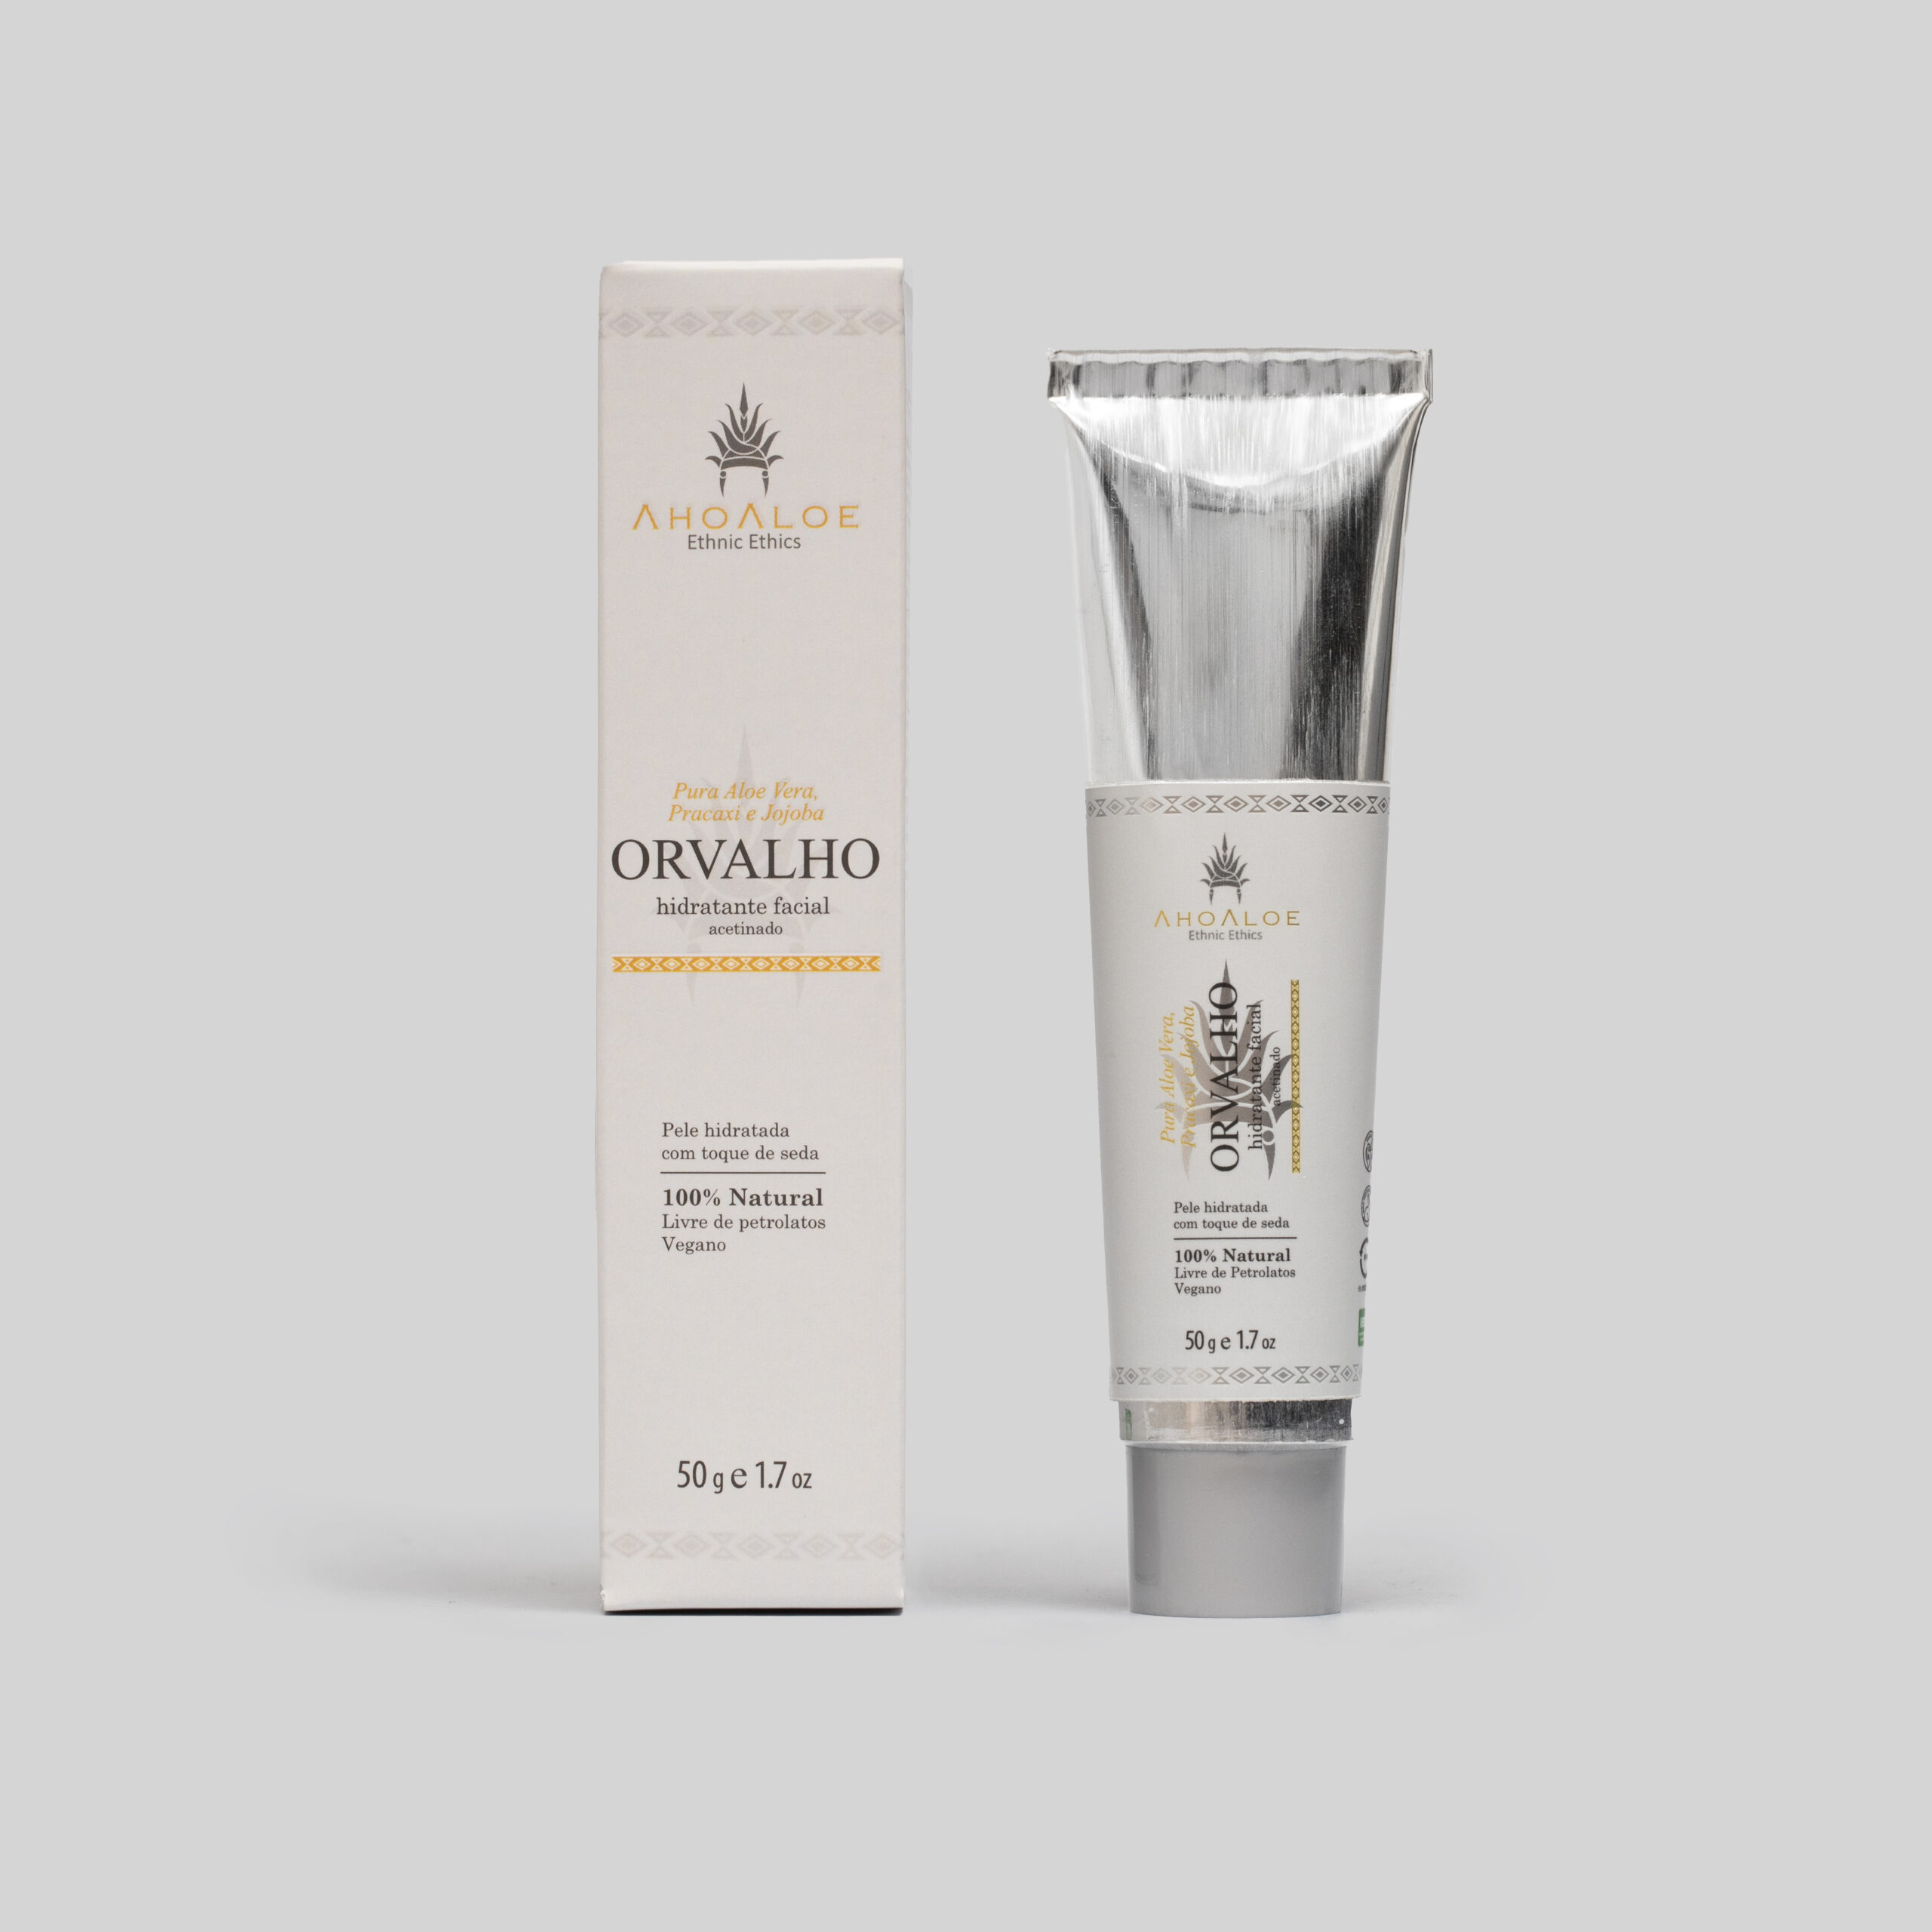 AHOALOE
Ethnic Ethics
Pura Aloe Vera,
Pracaxi e Jojoba
ORVALHO
hidratante facial
acetinado
Pele hidratada
com toque de seda
100% Natural
Livre de petrolatos
Vegano
50 g e 1.7 oz
AHOALOE
Ethnic Ethics
Pura Aloe Vera,
Pracaxi e Jojoba
ORVALHO
hidratante facial
acetinado
Pele hidratada
com toque de seda
100% Natural
Livre de Petrolatos
Vegano
50 g e 1.7 oz